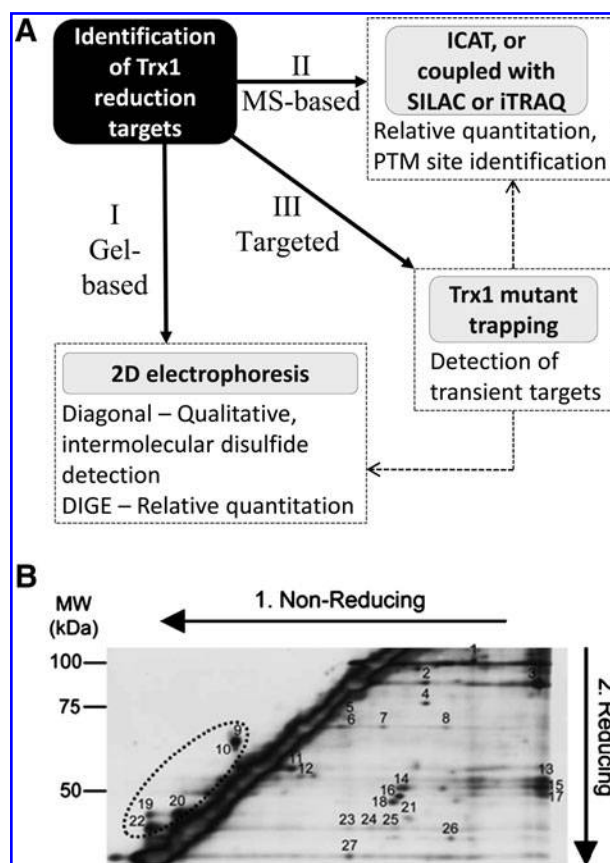 A
Identification
of Trx1
reduction
targets
II
MS-based
ICAT, or
coupled with
SILAC or iTRAQ
Relative quantitation,
PTM site identification
I
Gel-
based
III
Targeted
Trx1 mutant
trapping
Detection of
transient targets
2D electrophoresis
Diagonal – Qualitative,
intermolecular disulfide
detection
DIGE – Relative quantitation
B
MW
(kDa)
1. Non-Reducing
2. Reducing
100
75
50
1
2
3
4
5
6
7
8
9
10
11
12
13
14
15
16
17
18
19
20
21
22
23
24
25
26
27